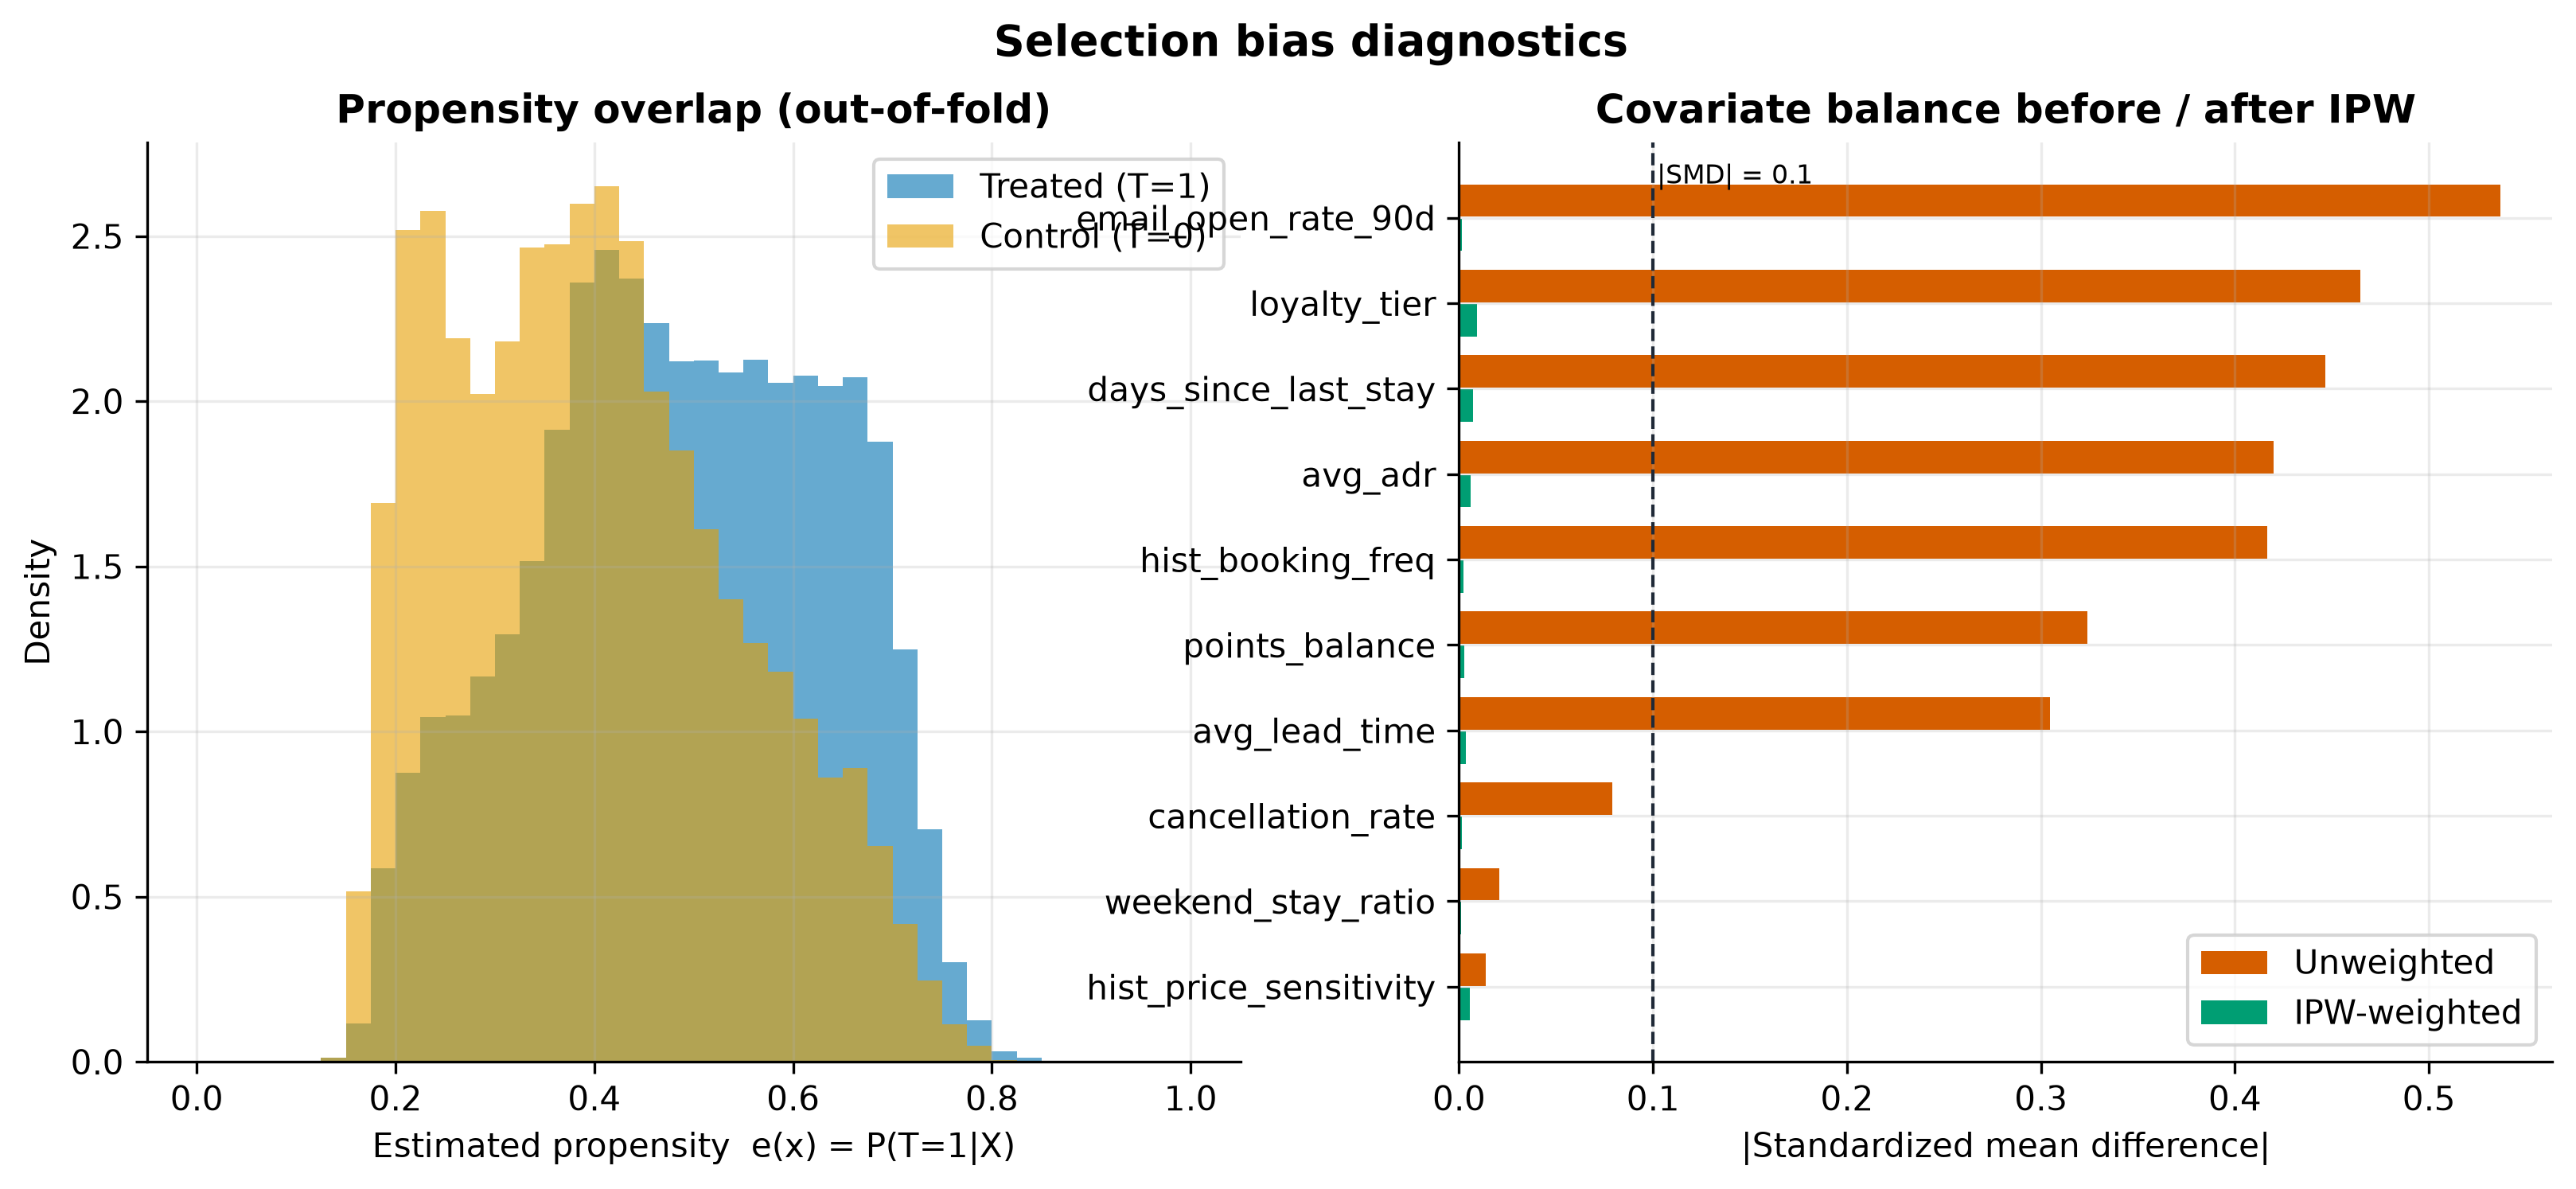 Selection bias diagnostics
Propensity overlap (out-of-fold)
Treated (T=1)
Control (T=0)
Density
2.5
2.0
1.5
1.0
0.5
0.0
0.0 0.2 0.4 0.6 0.8 1.0
Estimated propensity e(x) = P(T=1|X)
Covariate balance before / after IPW
|SMD| = 0.1
email_open_rate_90d
loyalty_tier
days_since_last_stay
avg_adr
hist_booking_freq
points_balance
avg_lead_time
cancellation_rate
weekend_stay_ratio
hist_price_sensitivity
Unweighted
IPW-weighted
0.0 0.1 0.2 0.3 0.4 0.5
|Standardized mean difference|